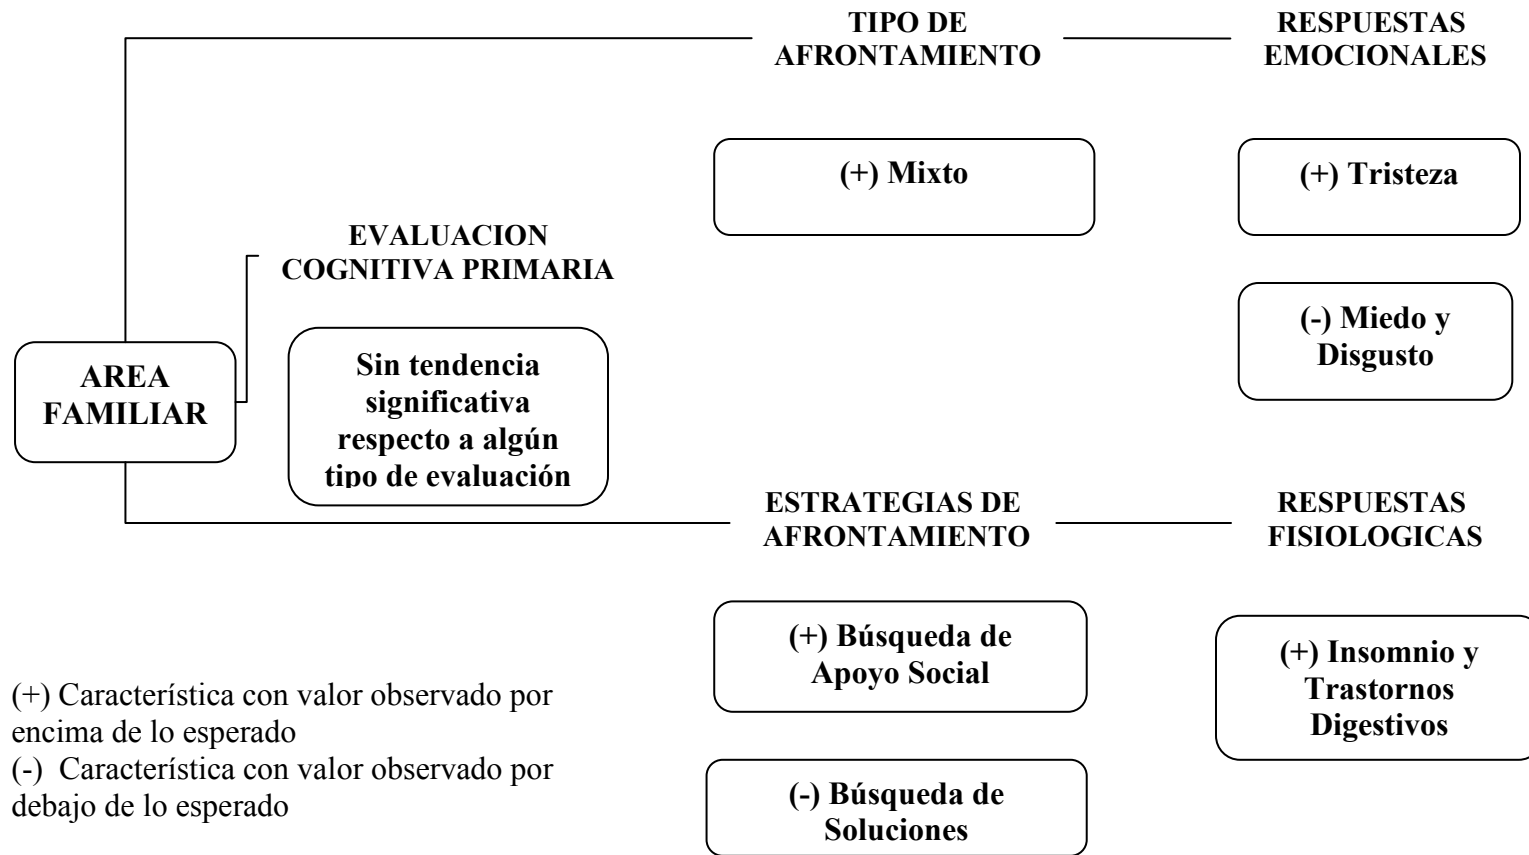 TIPO DE
AFRONTAMIENTO
RESPUESTAS
EMOCIONALES
(+) Mixto
(+) Tristeza
(-) Miedo y
Disgusto
EVALUACION
COGNITIVA PRIMARIA
Sin tendencia
significativa
respecto a algún
tipo de evaluación
AREA
FAMILIAR
ESTRATEGIAS DE
AFRONTAMIENTO
RESPUESTAS
FISIOLOGICAS
(+) Búsqueda de
Apoyo Social
(-) Búsqueda de
Soluciones
(+) Insomnio y
Trastornos
Digestivos
(+) Característica con valor observado por
encima de lo esperado
(-) Característica con valor observado por
debajo de lo esperado